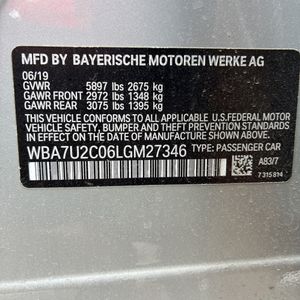 MFD BY BAYERISCHE MOTOREN WERKE AG
06/19
GVWR 5897 lbs 2675 kg
GAWR FRONT 2972 lbs 1348 kg
GAWR REAR 3075 lbs 1395 kg
THIS VEHICLE CONFORMS TO ALL APPLICABLE
U.S.FEDERAL MOTOR
VEHICLE SAFETY, BUMPER, AND THEFT PREVENTION
STANDARDS IN EFFECT ON THE DATE OF
MANUFACTURE SHOWN ABOVE.
WBA7U2C06LGM27346
TYPE: PASSENGER CAR
A83/7
7 315 814